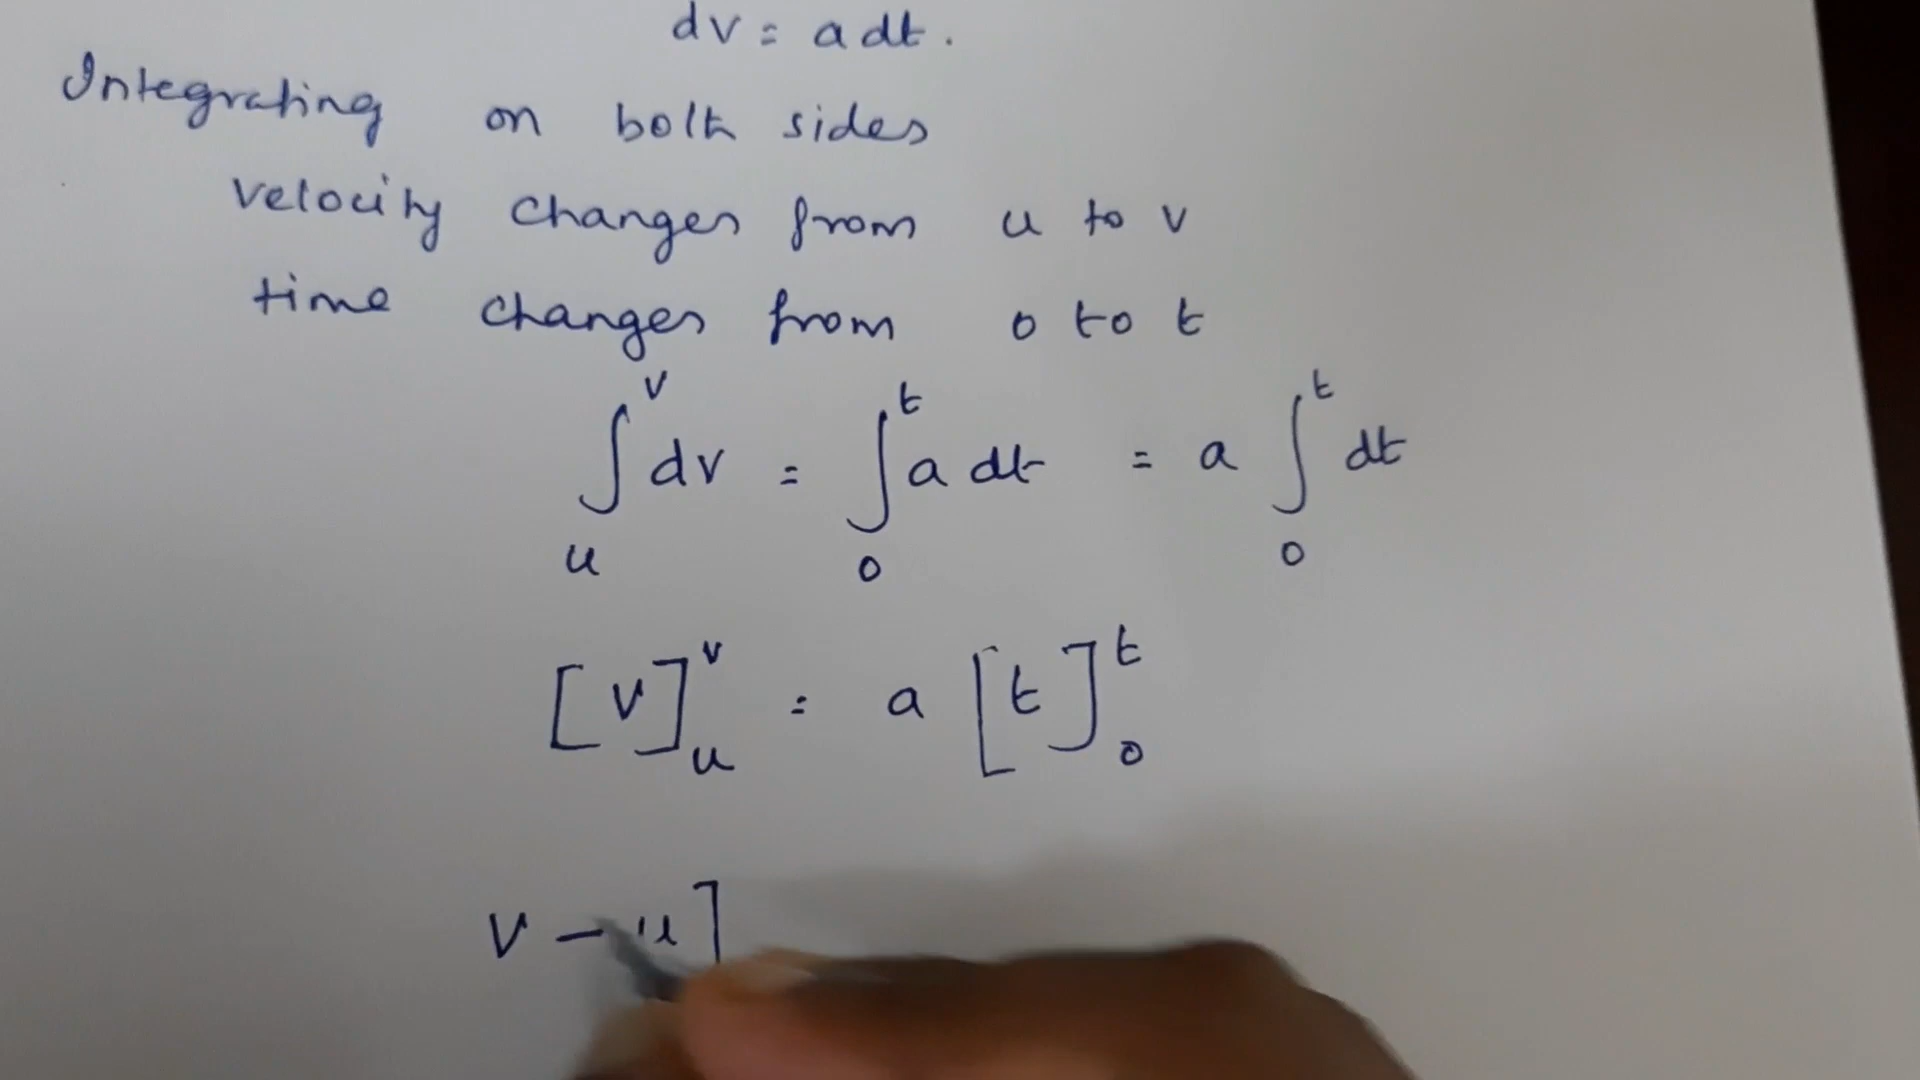 dv = a dt.
Integrating on both sides
velocity changes from u to v
time changes from 0 to t
∫_u^v dv = ∫_0^t a dt = a ∫_0^t dt
[v]_u^v = a [t]_0^t
v - u]